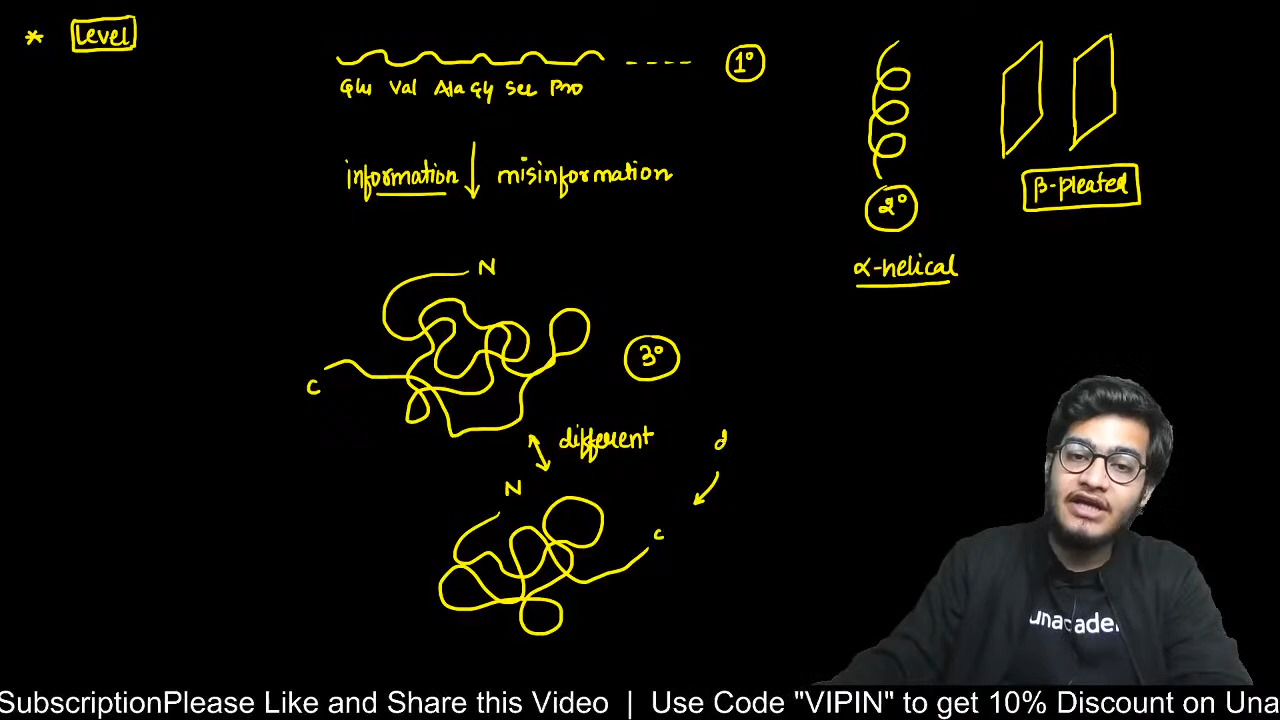 * Level
Glu Val Ala Gly Ser Pro
1°
information misinformation
2°
α-helical
β-pleated
N
C
3°
different
d
N
C
unacade
SubscriptionPlease Like and Share this Video | Use Code "VIPIN" to get 10% Discount on Una